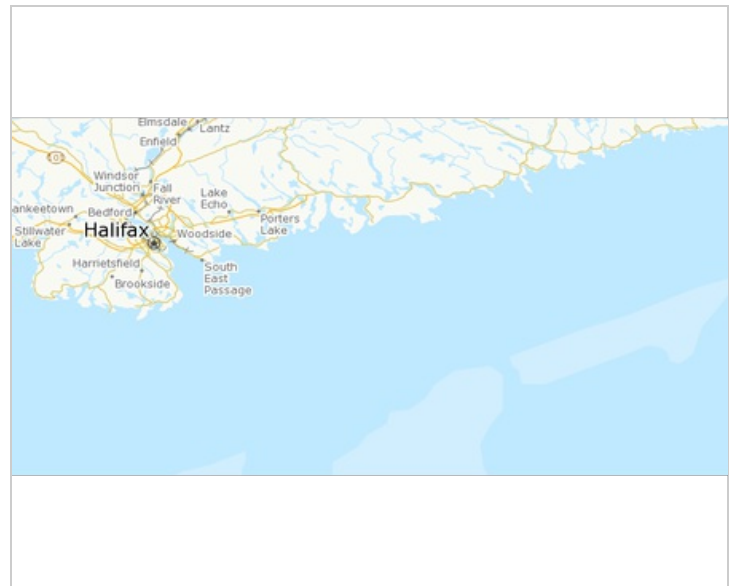 Elmsdale
Lantz
Enfield
Windsor
Junction
Fall
River
Lake
Echo
ankeetown
Bedford
Porters
Lake
Stillwater
Lake
Halifax
Woodside
Harrietsfield
South
East
Passage
Brookside